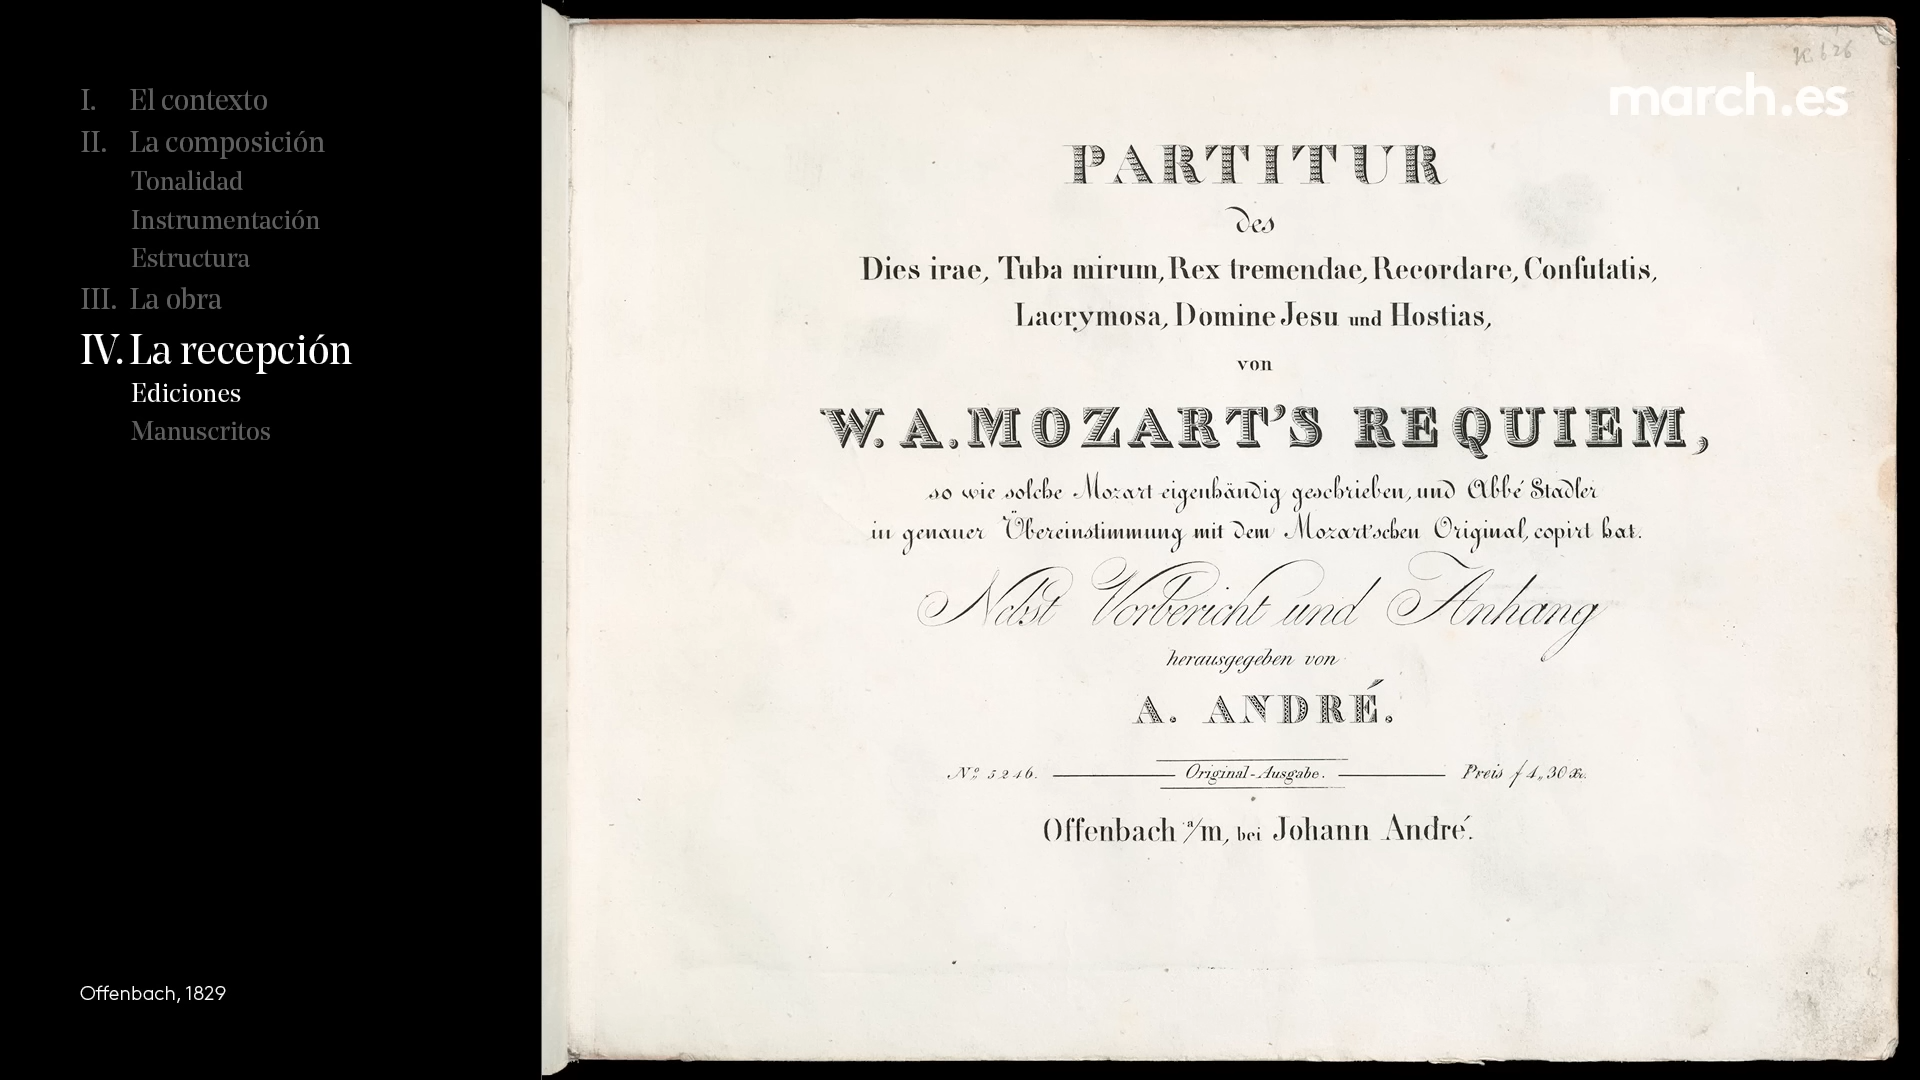 I. El contexto
II. La composición
Tonalidad
Instrumentación
Estructura
III. La obra
IV. La recepción
Ediciones
Manuscritos
Offenbach, 1829
K 626
march.es
PARTITUR
des
Dies irae, Tuba mirum, Rex tremendae, Recordare, Confutatis,
Lacrymosa, Domine Jesu und Hostias,
von
W. A. MOZART'S REQUIEM,
so wie solche Mozart eigenhändig geschrieben, und Abbé Stadler
in genauer Übereinstimmung mit dem Mozart'schen Original, copirt hat.
Nebst Vorbericht und Anhang
herausgegeben von
A. ANDRÉ.
Nº 5246. Original-Ausgabe. Preis f 4,,30 xr.
Offenbach a/m, bei Johann André.